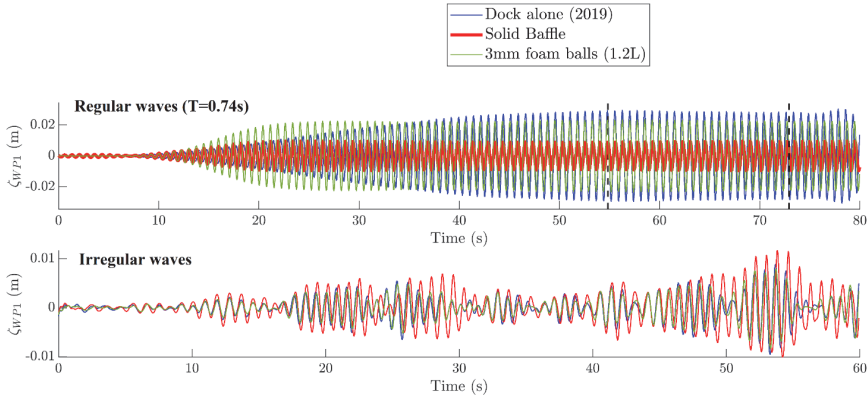 Dock alone (2019)
Solid Baffle
3mm foam balls (1.2L)
Regular waves (T=0.74s)
0.02
0
-0.02
ζWP1 (m)
0 10 20 30 40 50 60 70 80
Time (s)
Irregular waves
0.01
0
-0.01
ζWP1 (m)
0 10 20 30 40 50 60
Time (s)